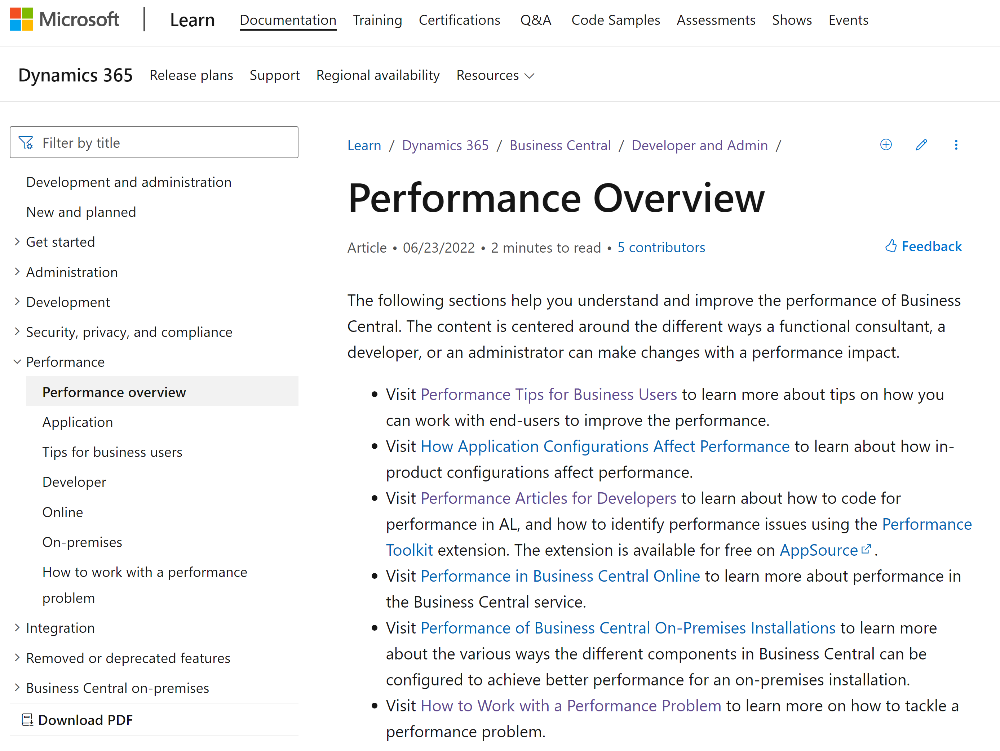 Microsoft
Learn Documentation Training Certifications Q&A Code Samples Assessments Shows Events
Dynamics 365 Release plans Support Regional availability Resources
Filter by title
Development and administration
New and planned
Get started
Administration
Development
Security, privacy, and compliance
Performance
Performance overview
Application
Tips for business users
Developer
Online
On-premises
How to work with a performance
problem
Integration
Removed or deprecated features
Business Central on-premises
Download PDF
Learn / Dynamics 365 / Business Central / Developer and Admin /
Performance Overview
Article • 06/23/2022 • 2 minutes to read • 5 contributors
Feedback
The following sections help you understand and improve the performance of Business
Central. The content is centered around the different ways a functional consultant, a
developer, or an administrator can make changes with a performance impact.
• Visit Performance Tips for Business Users to learn more about tips on how you
can work with end-users to improve the performance.
• Visit How Application Configurations Affect Performance to learn about how in-
product configurations affect performance.
• Visit Performance Articles for Developers to learn about how to code for
performance in AL, and how to identify performance issues using the Performance
Toolkit extension. The extension is available for free on AppSource .
• Visit Performance in Business Central Online to learn more about performance in
the Business Central service.
• Visit Performance of Business Central On-Premises Installations to learn more
about the various ways the different components in Business Central can be
configured to achieve better performance for an on-premises installation.
• Visit How to Work with a Performance Problem to learn more on how to tackle a
performance problem.